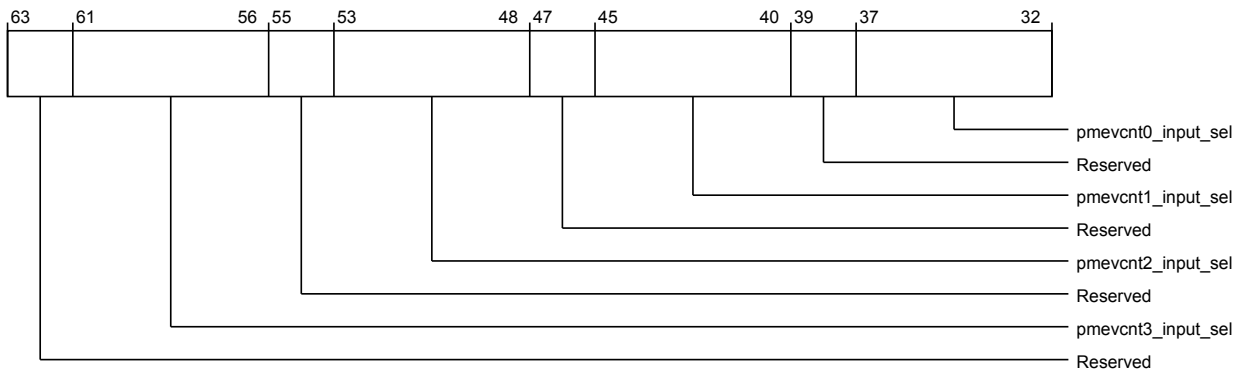 63 61 56 55 53 48 47 45 40 39 37 32
pmevcnt0_input_sel
Reserved
pmevcnt1_input_sel
Reserved
pmevcnt2_input_sel
Reserved
pmevcnt3_input_sel
Reserved